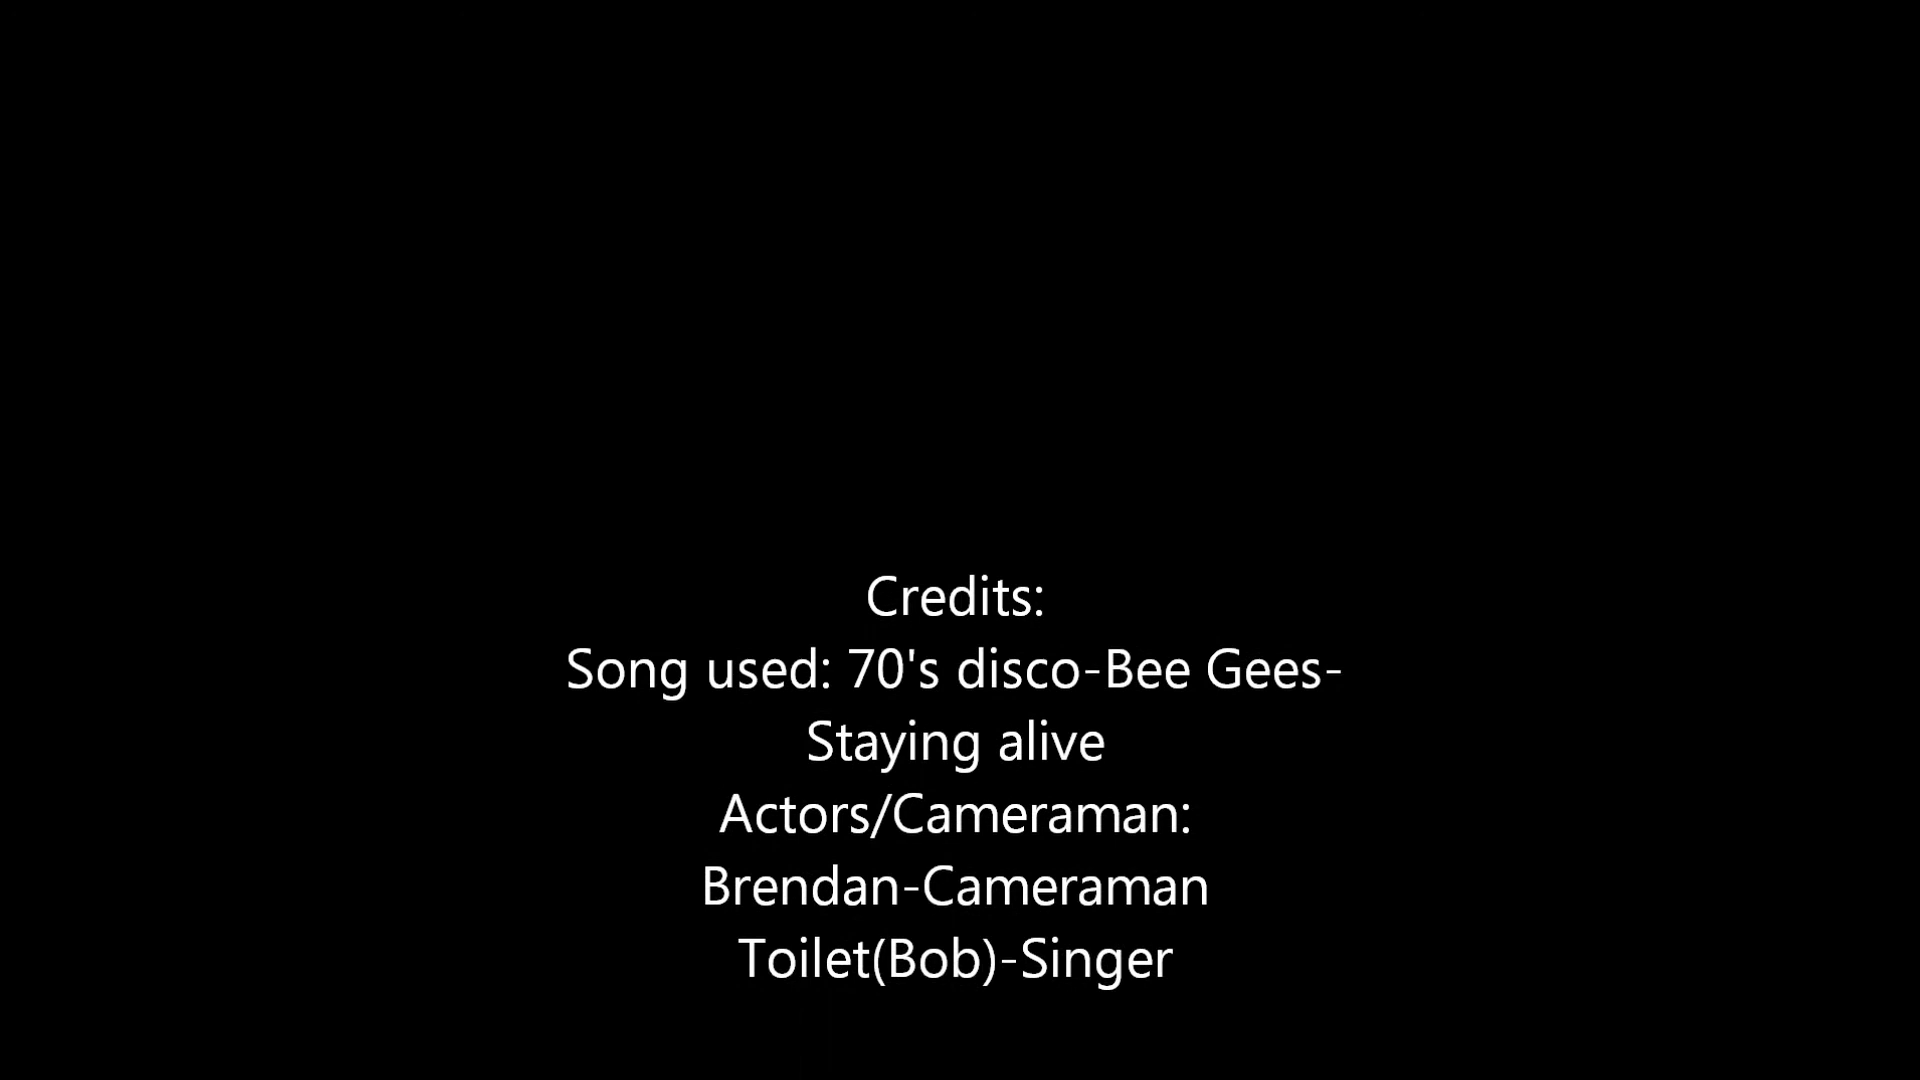 Credits:
Song used: 70's disco-Bee Gees-
Staying alive
Actors/Cameraman:
Brendan-Cameraman
Toilet(Bob)-Singer